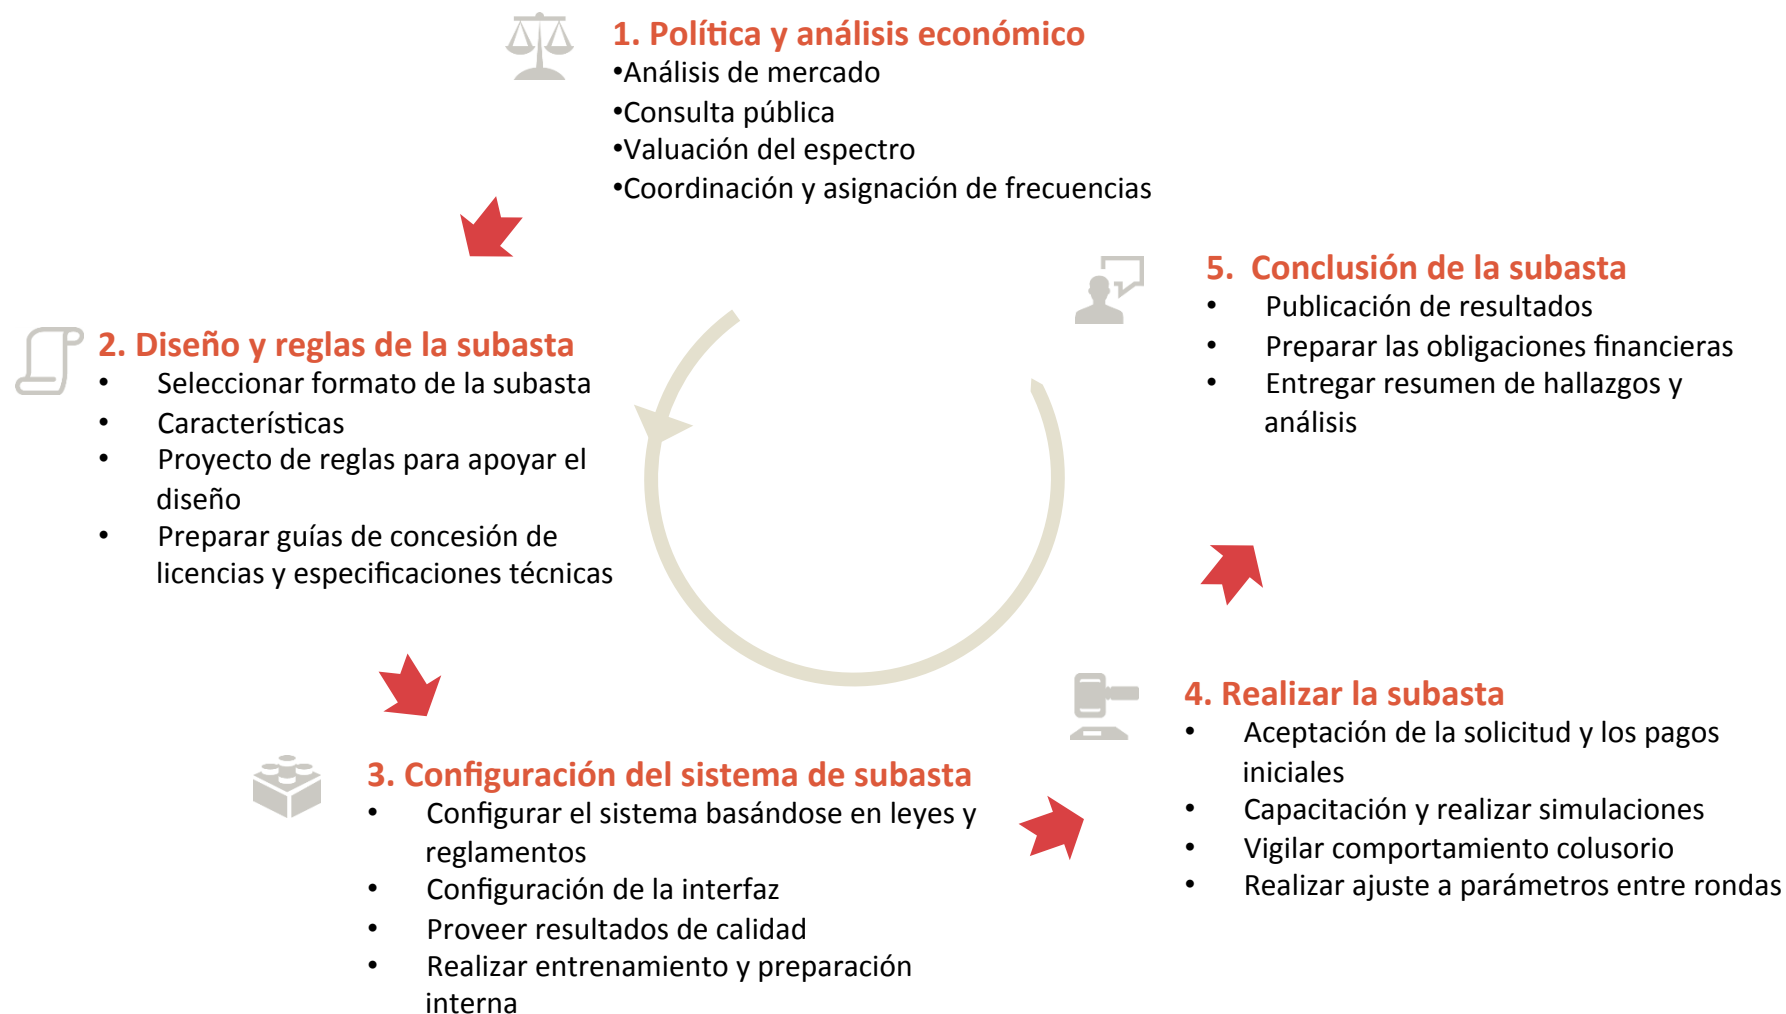 1. Política y análisis económico
•Análisis de mercado
•Consulta pública
•Valuación del espectro
•Coordinación y asignación de frecuencias
2. Diseño y reglas de la subasta
• Seleccionar formato de la subasta
• Características
• Proyecto de reglas para apoyar el
diseño
• Preparar guías de concesión de
licencias y especificaciones técnicas
3. Configuración del sistema de subasta
• Configurar el sistema basándose en leyes y
reglamentos
• Configuración de la interfaz
• Proveer resultados de calidad
• Realizar entrenamiento y preparación
interna
4. Realizar la subasta
• Aceptación de la solicitud y los pagos
iniciales
• Capacitación y realizar simulaciones
• Vigilar comportamiento colusorio
• Realizar ajuste a parámetros entre rondas
5. Conclusión de la subasta
• Publicación de resultados
• Preparar las obligaciones financieras
• Entregar resumen de hallazgos y
análisis